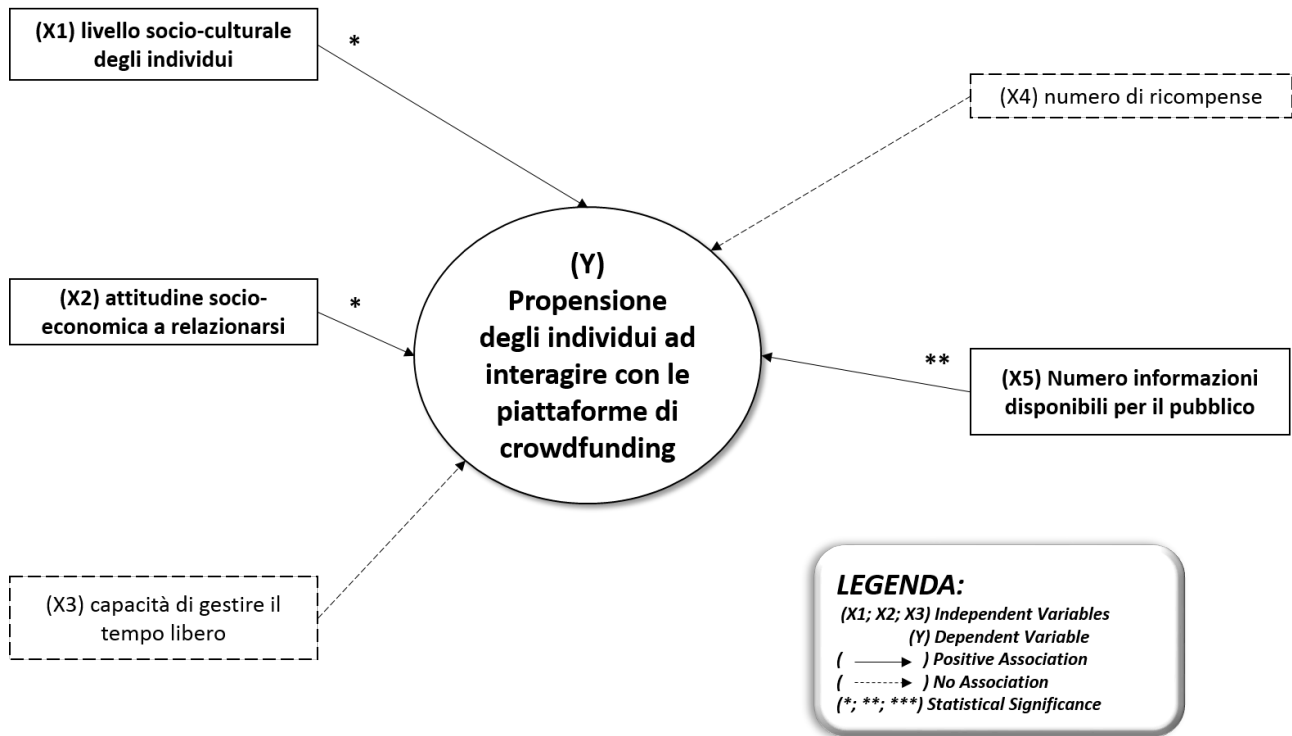 (X1) livello socio-culturale
degli individui
*
(X4) numero di ricompense
(X2) attitudine socio-
economica a relazionarsi
*
(Y)
Propensione
degli individui ad
interagire con le
piattaforme di
crowdfunding
**
(X5) Numero informazioni
disponibili per il pubblico
(X3) capacità di gestire il
tempo libero
LEGENDA:
(X1; X2; X3) Independent Variables
(Y) Dependent Variable
( ) Positive Association
( ) No Association
(*; **; ***) Statistical Significance